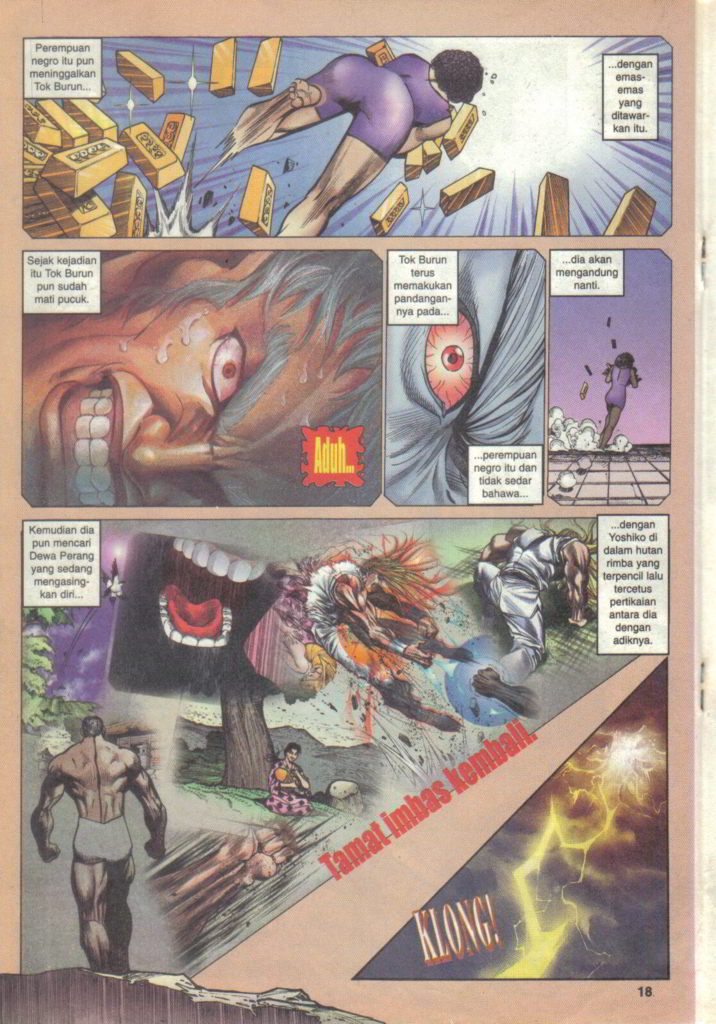 Perempuan
negro itu pun
meninggalkan
Tok Burun...
...dengan
emas-
emas
yang
ditawar-
kan itu.
Sejak kejadian
itu Tok Burun
pun sudah
mati pucuk.
Aduh...
Tok Burun
terus
memakukan
pandangan-
nya pada...
...perempuan
negro itu dan
tidak sedar
bahawa...
...dia akan
mengandung
nanti.
Kemudian dia
pun mencari
Dewa Perang
yang sedang
mengasing-
kan diri...
...dengan
Yoshiko di
dalam hutan
rimba yang
terpencil lalu
tercetus
pertikaian
antara dia
dengan
adiknya.
Tamat imbas kembali.
KLONG!
18